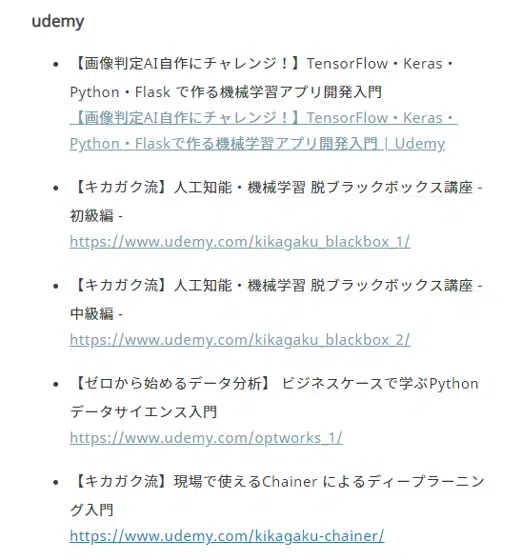 udemy
• 【画像判定AI自作にチャレンジ！】TensorFlow・Keras・
Python・Flask で作る機械学習アプリ開発入門
【画像判定AI自作にチャレンジ！】TensorFlow・Keras・
Python・Flaskで作る機械学習アプリ開発入門 | Udemy
• 【キカガク流】人工知能・機械学習 脱ブラックボックス講座 -
初級編 -
https://www.udemy.com/kikagaku_blackbox_1/
• 【キカガク流】人工知能・機械学習 脱ブラックボックス講座 -
中級編 -
https://www.udemy.com/kikagaku_blackbox_2/
• 【ゼロから始めるデータ分析】 ビジネスケースで学ぶPython
データサイエンス入門
https://www.udemy.com/optworks_1/
• 【キカガク流】現場で使えるChainer によるディープラーニン
グ入門
https://www.udemy.com/kikagaku-chainer/